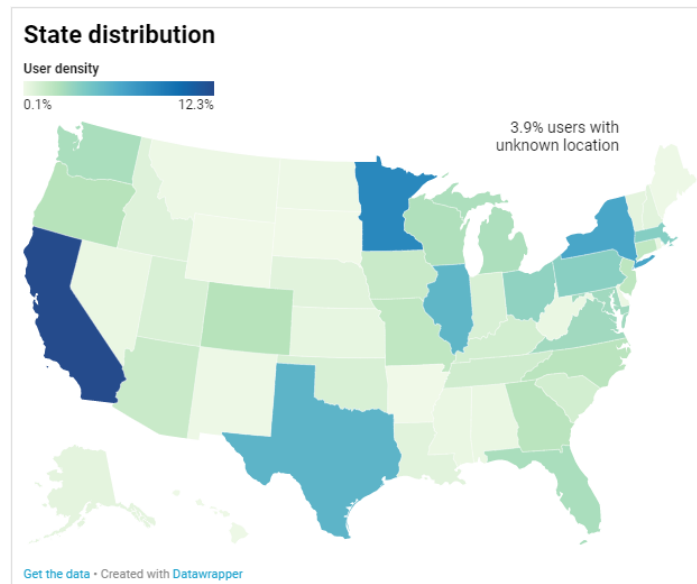 State distribution
User density
0.1% 12.3%
3.9% users with
unknown location
Get the data • Created with Datawrapper